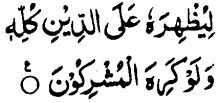 لِيُظْهِرَهٗ عَلَى الدِّيْنِ كُلِّهٖ
وَلَوْ كَرِهَ الْمُشْرِكُوْنَ ۟